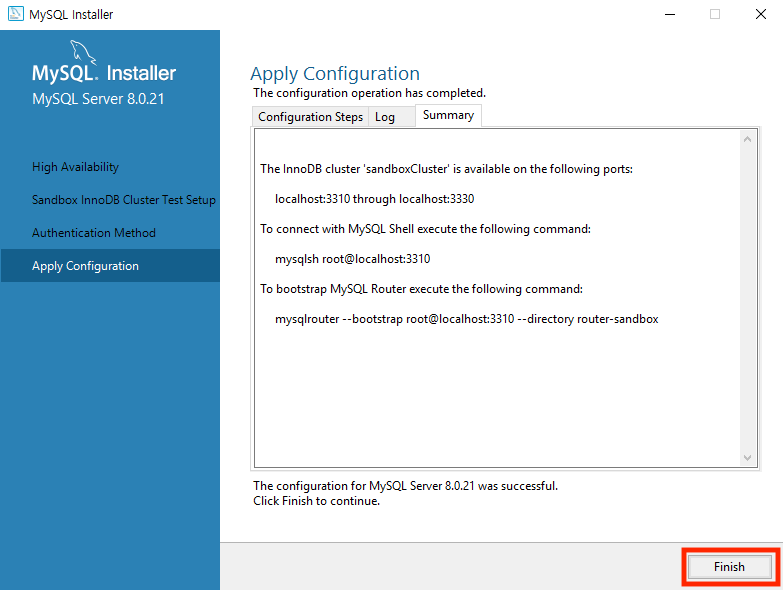 MySQL Installer
MySQL. Installer
MySQL Server 8.0.21
High Availability
Sandbox InnoDB Cluster Test Setup
Authentication Method
Apply Configuration
Apply Configuration
The configuration operation has completed.
Configuration Steps Log Summary
The InnoDB cluster 'sandboxCluster' is available on the following ports:
localhost:3310 through localhost:3330
To connect with MySQL Shell execute the following command:
mysqlsh root@localhost:3310
To bootstrap MySQL Router execute the following command:
mysqlrouter --bootstrap root@localhost:3310 --directory router-sandbox
The configuration for MySQL Server 8.0.21 was successful.
Click Finish to continue.
Finish